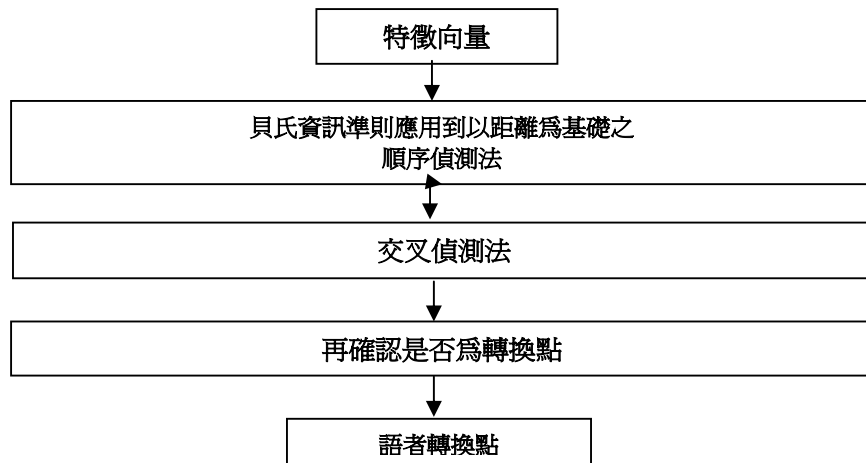 特徵向量
貝氏資訊準則應用到以距離為基礎之
順序偵測法
交叉偵測法
再確認是否為轉換點
語者轉換點